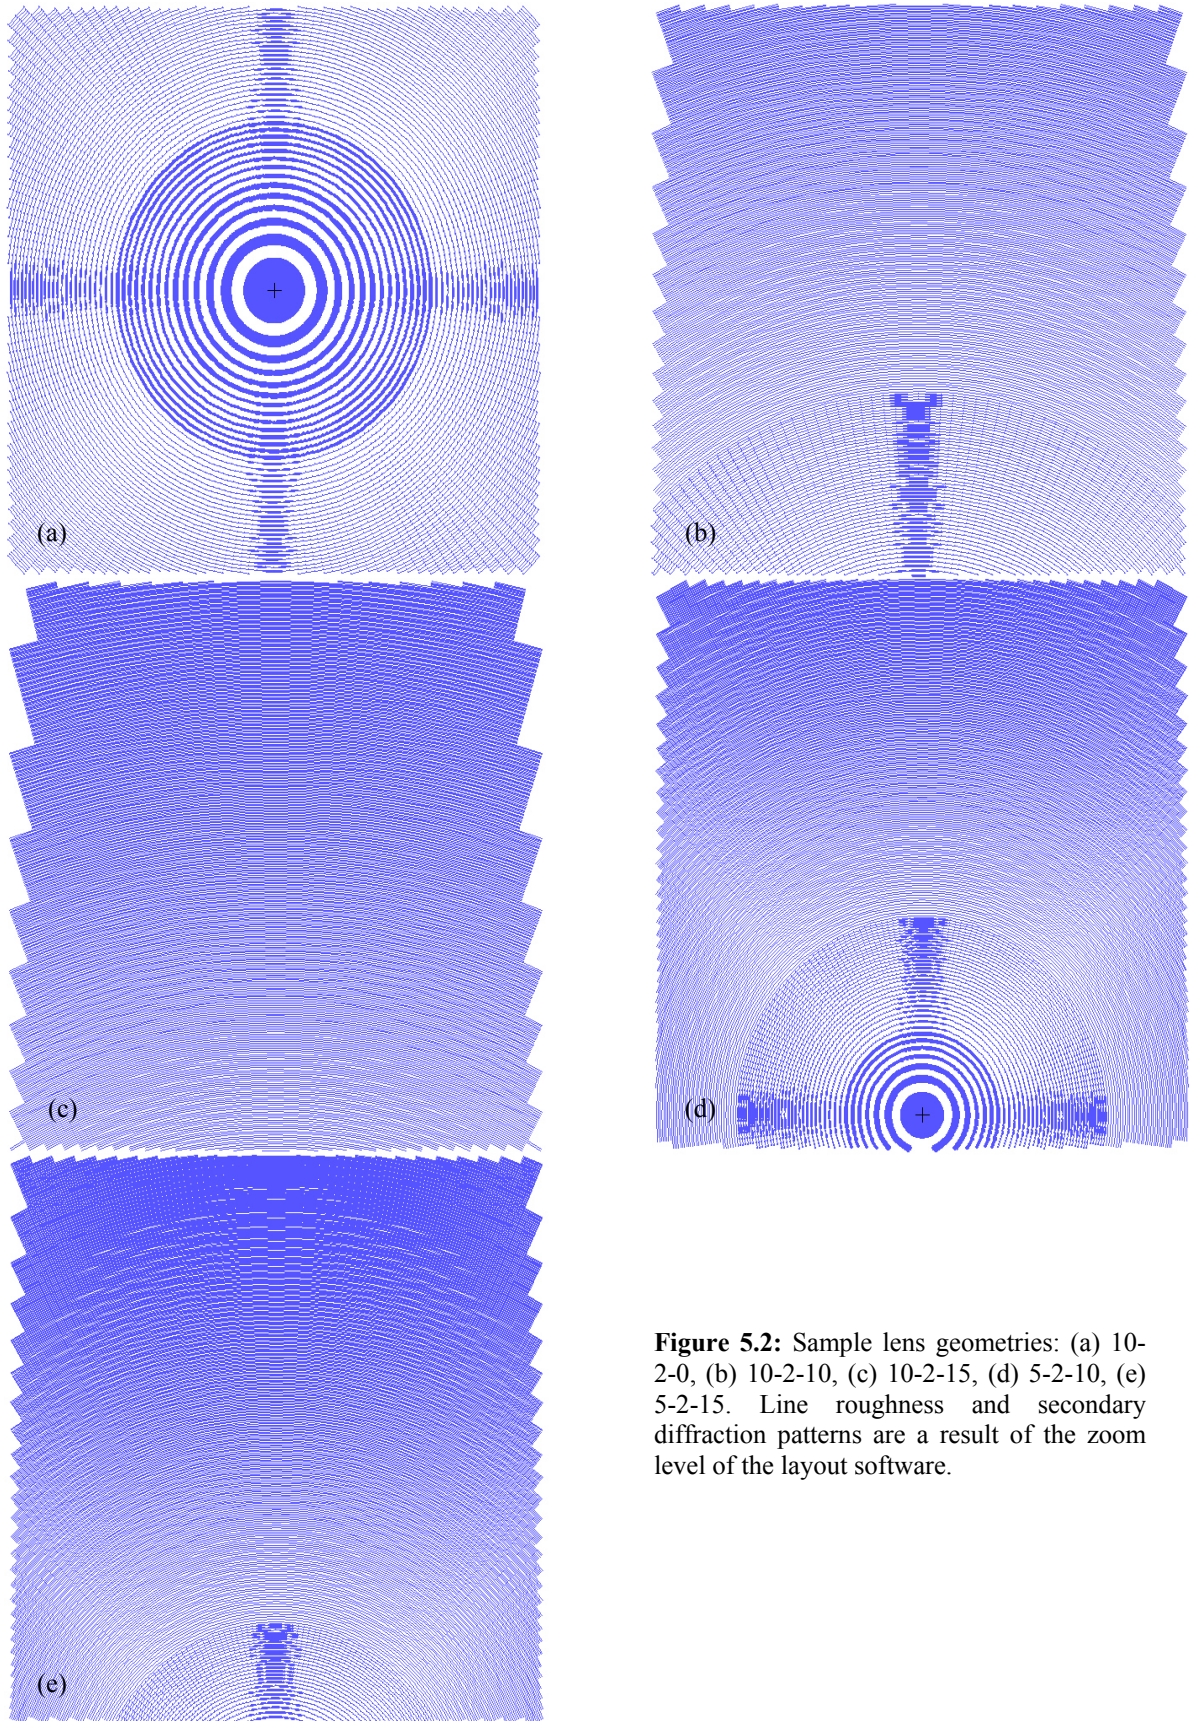 (a)
(b)
(c)
(d)
(e)
Figure 5.2: Sample lens geometries: (a) 10-
2-0, (b) 10-2-10, (c) 10-2-15, (d) 5-2-10, (e)
5-2-15. Line roughness and secondary
diffraction patterns are a result of the zoom
level of the layout software.